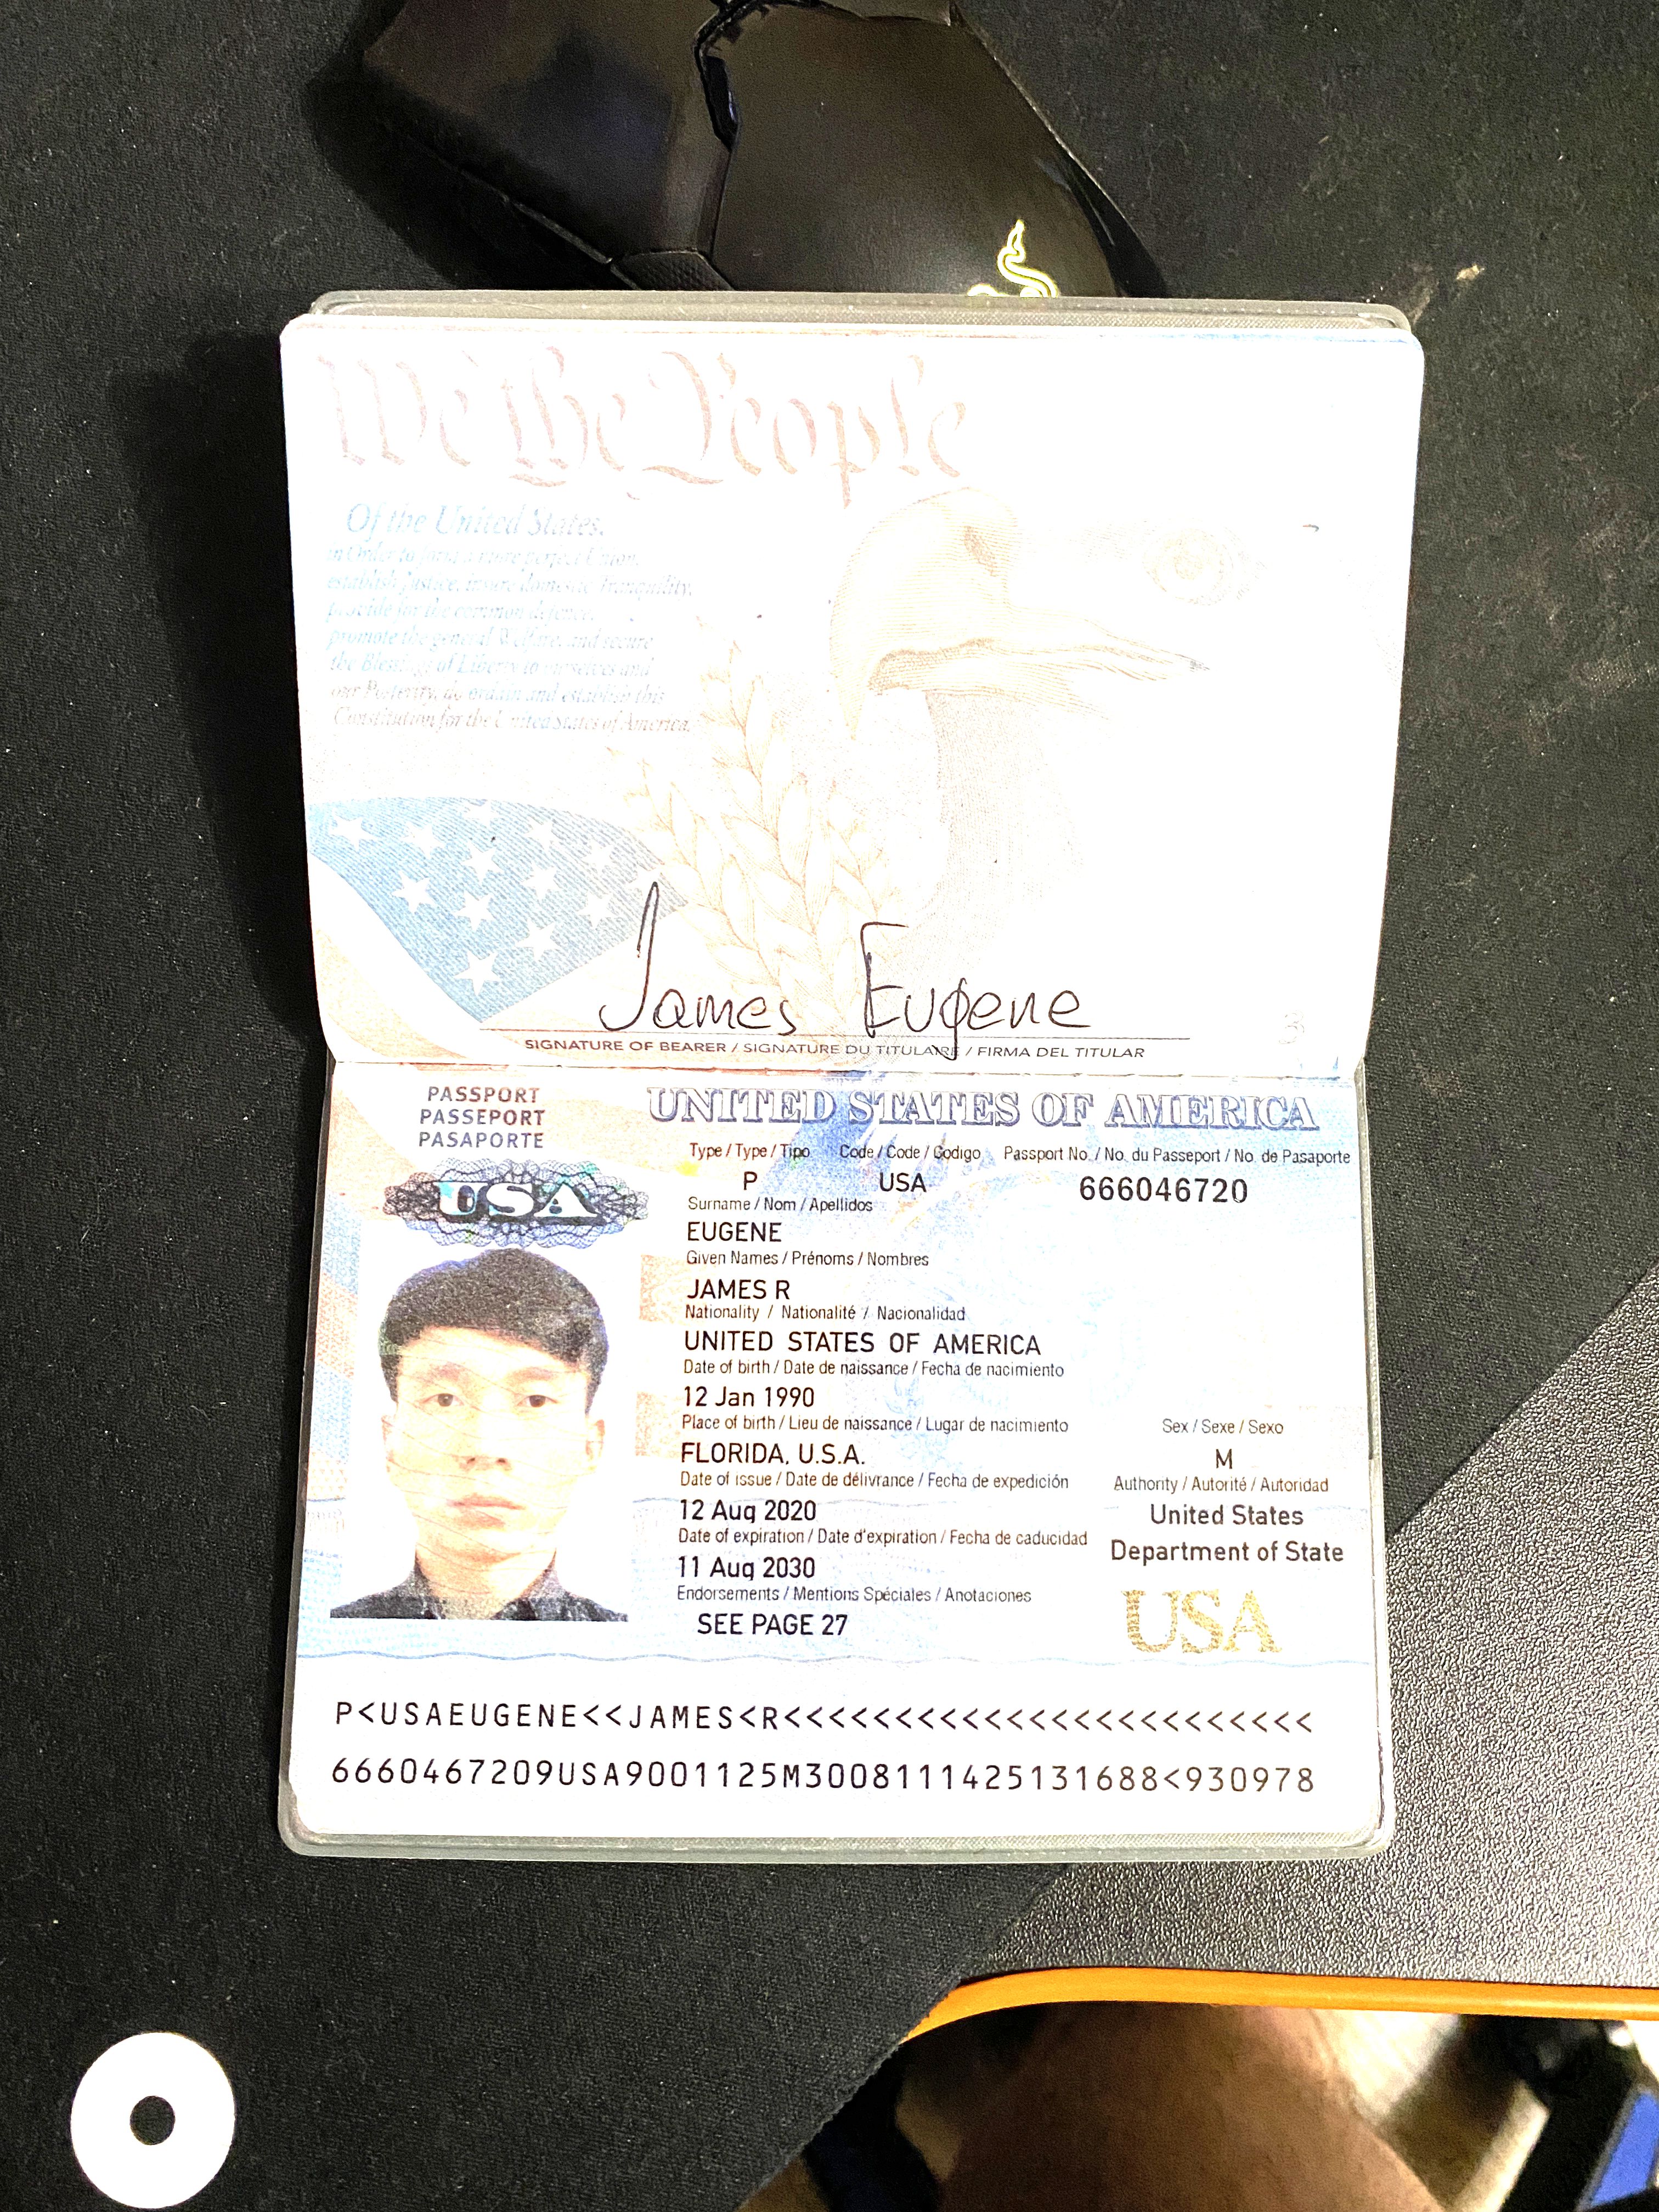 We the People
Of the United States,
in Order to form a more perfect Union,
establish Justice, insure domestic Tranquility,
provide for the common defence,
promote the general Welfare, and secure
the Blessings of Liberty to ourselves and
our Posterity, do ordain and establish this
Constitution for the United States of America.
James Eugene
SIGNATURE OF BEARER / SIGNATURE DU TITULAIRE / FIRMA DEL TITULAR
3
PASSPORT
PASSEPORT
PASAPORTE
USA
UNITED STATES OF AMERICA
Type / Type / Tipo Code / Code / Codigo Passport No. / No. du Passeport / No. de Pasaporte
P USA 666046720
Surname / Nom / Apellidos
EUGENE
Given Names / Prénoms / Nombres
JAMES R
Nationality / Nationalité / Nacionalidad
UNITED STATES OF AMERICA
Date of birth / Date de naissance / Fecha de nacimiento
12 Jan 1990
Place of birth / Lieu de naissance / Lugar de nacimiento Sex / Sexe / Sexo
FLORIDA, U.S.A. M
Date of issue / Date de délivrance / Fecha de expedición Authority / Autorité / Autoridad
12 Aug 2020 United States
Date of expiration / Date d'expiration / Fecha de caducidad Department of State
11 Aug 2030
Endorsements / Mentions Spéciales / Anotaciones
SEE PAGE 27
USA
P<USAEUGENE<<JAMES<R<<<<<<<<<<<<<<<<<<<<<<<<
6660467209USA9001125M3008111425131688<930978